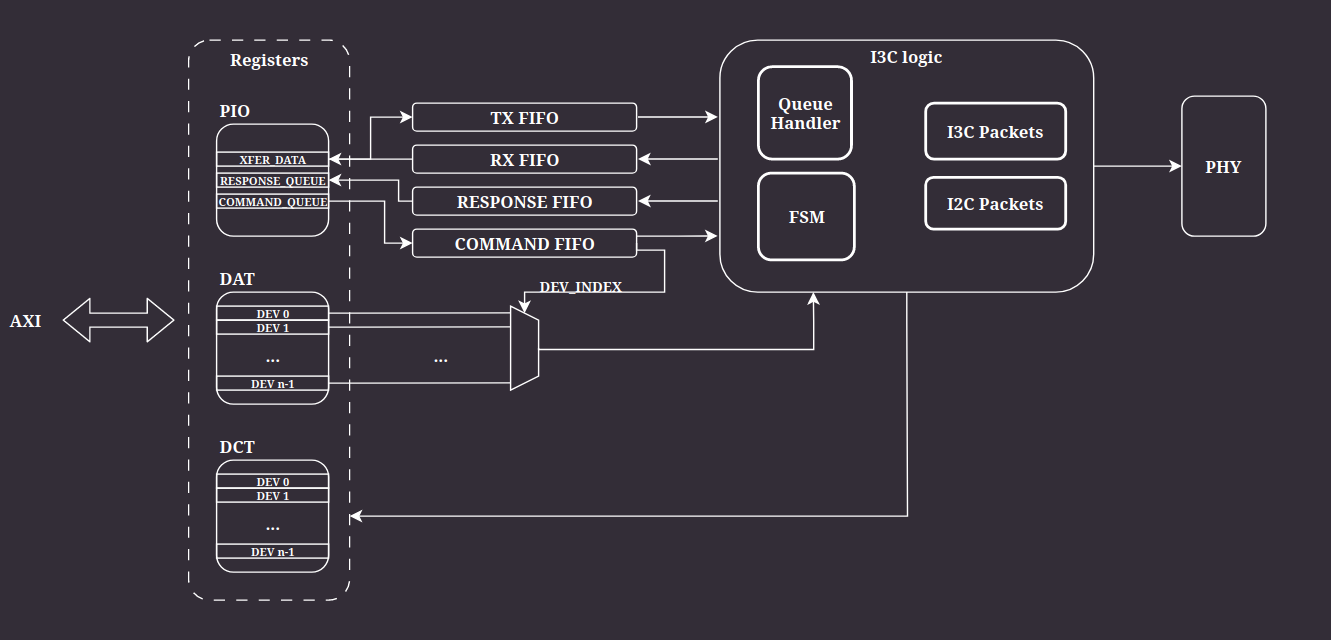 Registers
PIO
XFER_DATA
RESPONSE_QUEUE
COMMAND_QUEUE
TX FIFO
RX FIFO
RESPONSE FIFO
COMMAND FIFO
DEV_INDEX
I3C logic
Queue
Handler
FSM
I3C Packets
I2C Packets
PHY
AXI
DAT
DEV 0
DEV 1
...
DEV n-1
...
DCT
DEV 0
DEV 1
...
DEV n-1